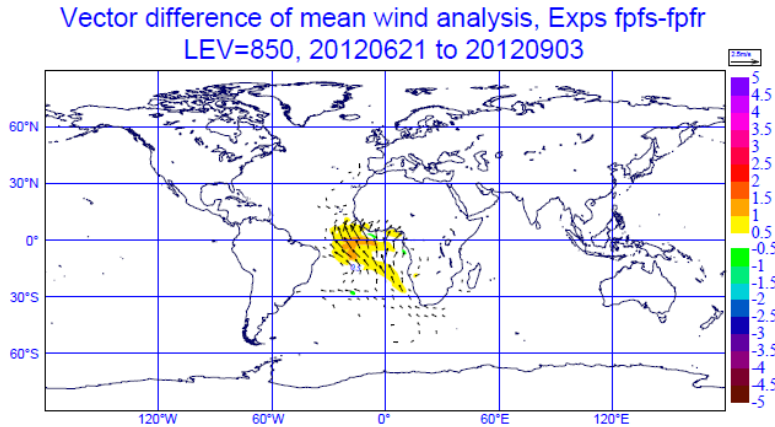 Vector difference of mean wind analysis, Exps fpfs-fpfr
LEV=850, 20120621 to 20120903
2.5m/s
60°N
30°N
0°
30°S
60°S
120°W
60°W
0°
60°E
120°E
5
4.5
4
3.5
3
2.5
2
1.5
1
0.5
-0.5
-1
-1.5
-2
-2.5
-3
-3.5
-4
-4.5
-5